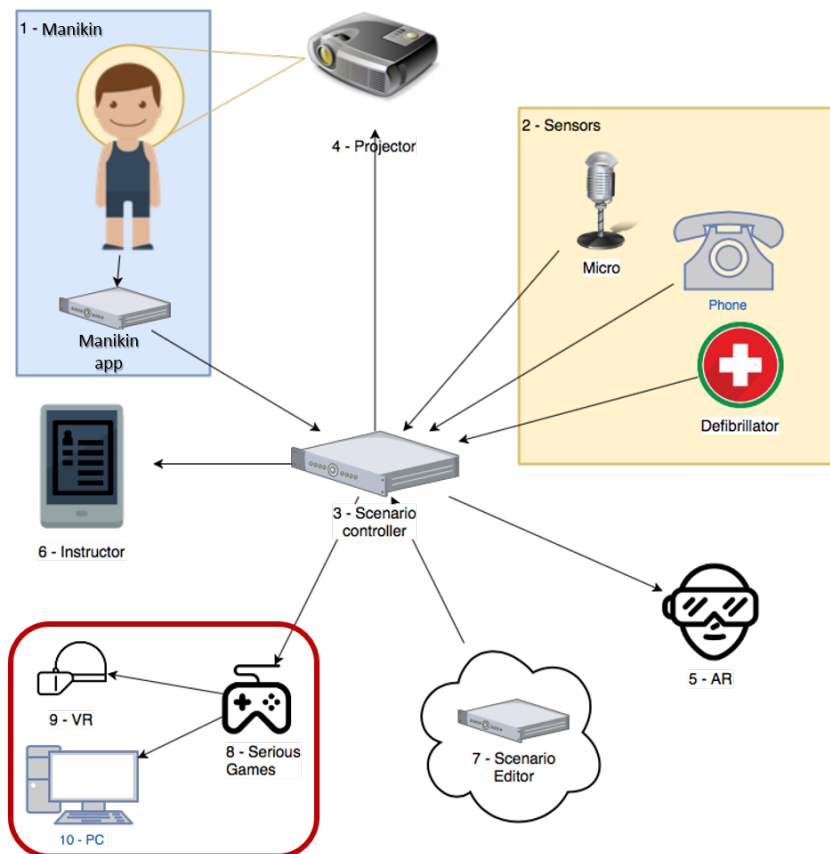 1 - Manikin
4 - Projector
2 - Sensors
Micro
Phone
Defibrillator
Manikin
app
3 - Scenario
controller
6 - Instructor
5 - AR
9 - VR
8 - Serious
Games
7 - Scenario
Editor
10 - PC